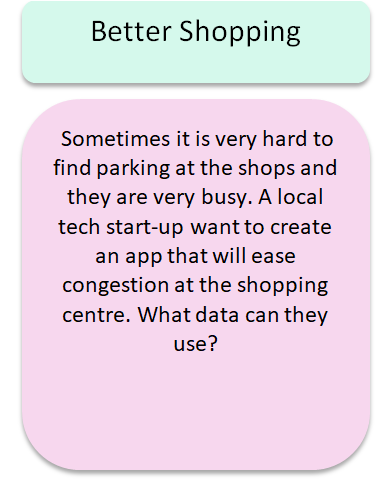 Better Shopping
Sometimes it is very hard to
find parking at the shops and
they are very busy. A local
tech start-up want to create
an app that will ease
congestion at the shopping
centre. What data can they
use?